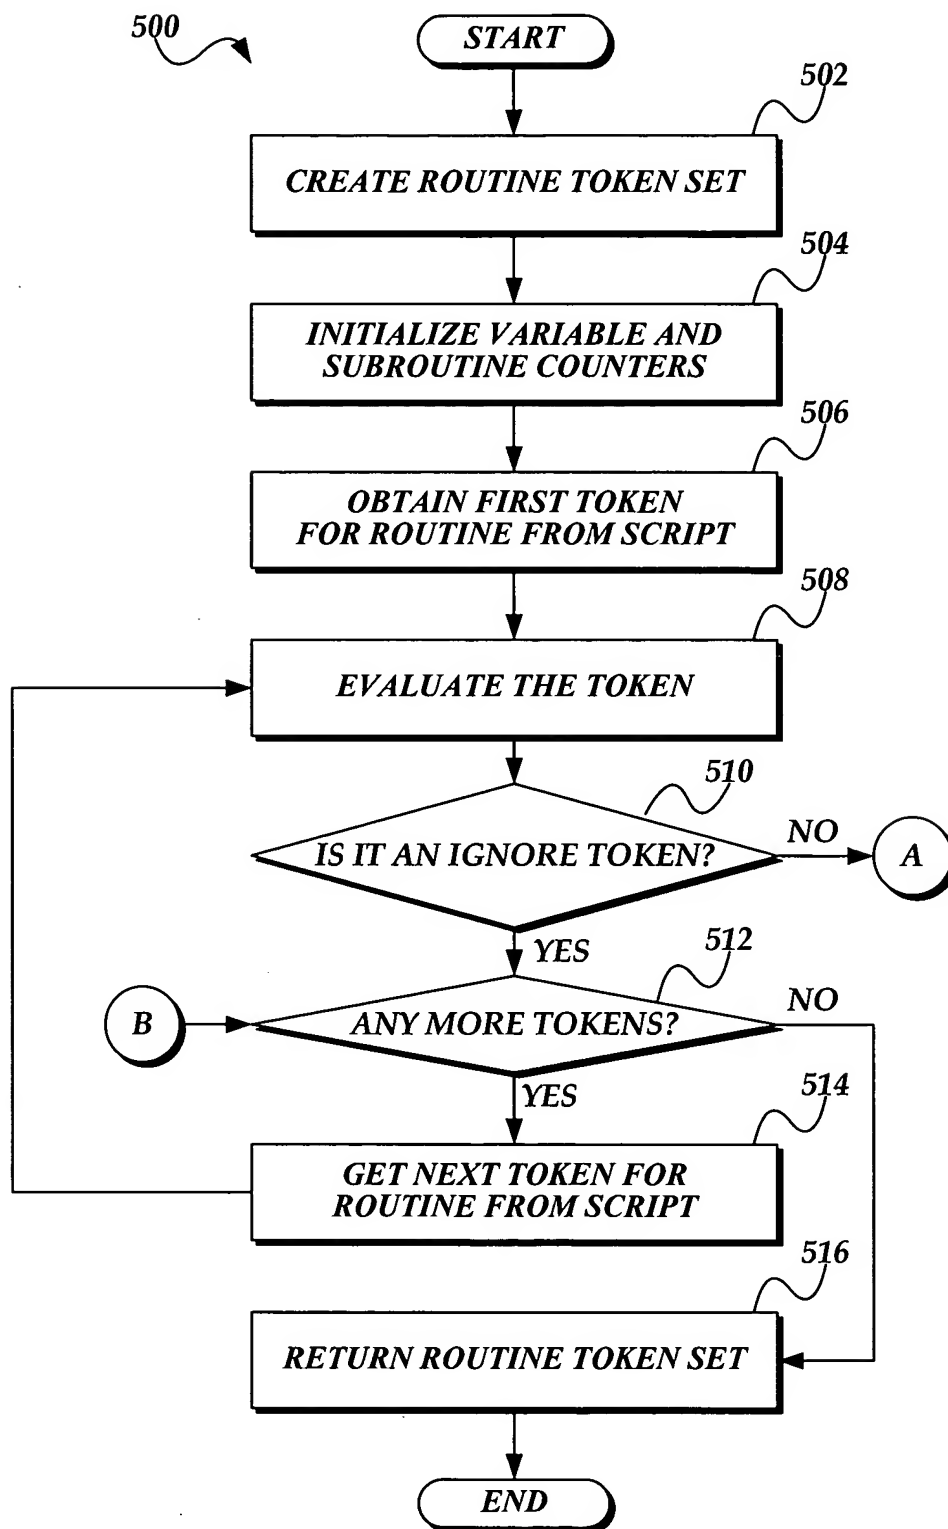 500
START
502
CREATE ROUTINE TOKEN SET
504
INITIALIZE VARIABLE AND
SUBROUTINE COUNTERS
506
OBTAIN FIRST TOKEN
FOR ROUTINE FROM SCRIPT
508
EVALUATE THE TOKEN
510
IS IT AN IGNORE TOKEN?
NO
A
YES
512
B
ANY MORE TOKENS?
NO
YES
514
GET NEXT TOKEN FOR
ROUTINE FROM SCRIPT
516
RETURN ROUTINE TOKEN SET
END